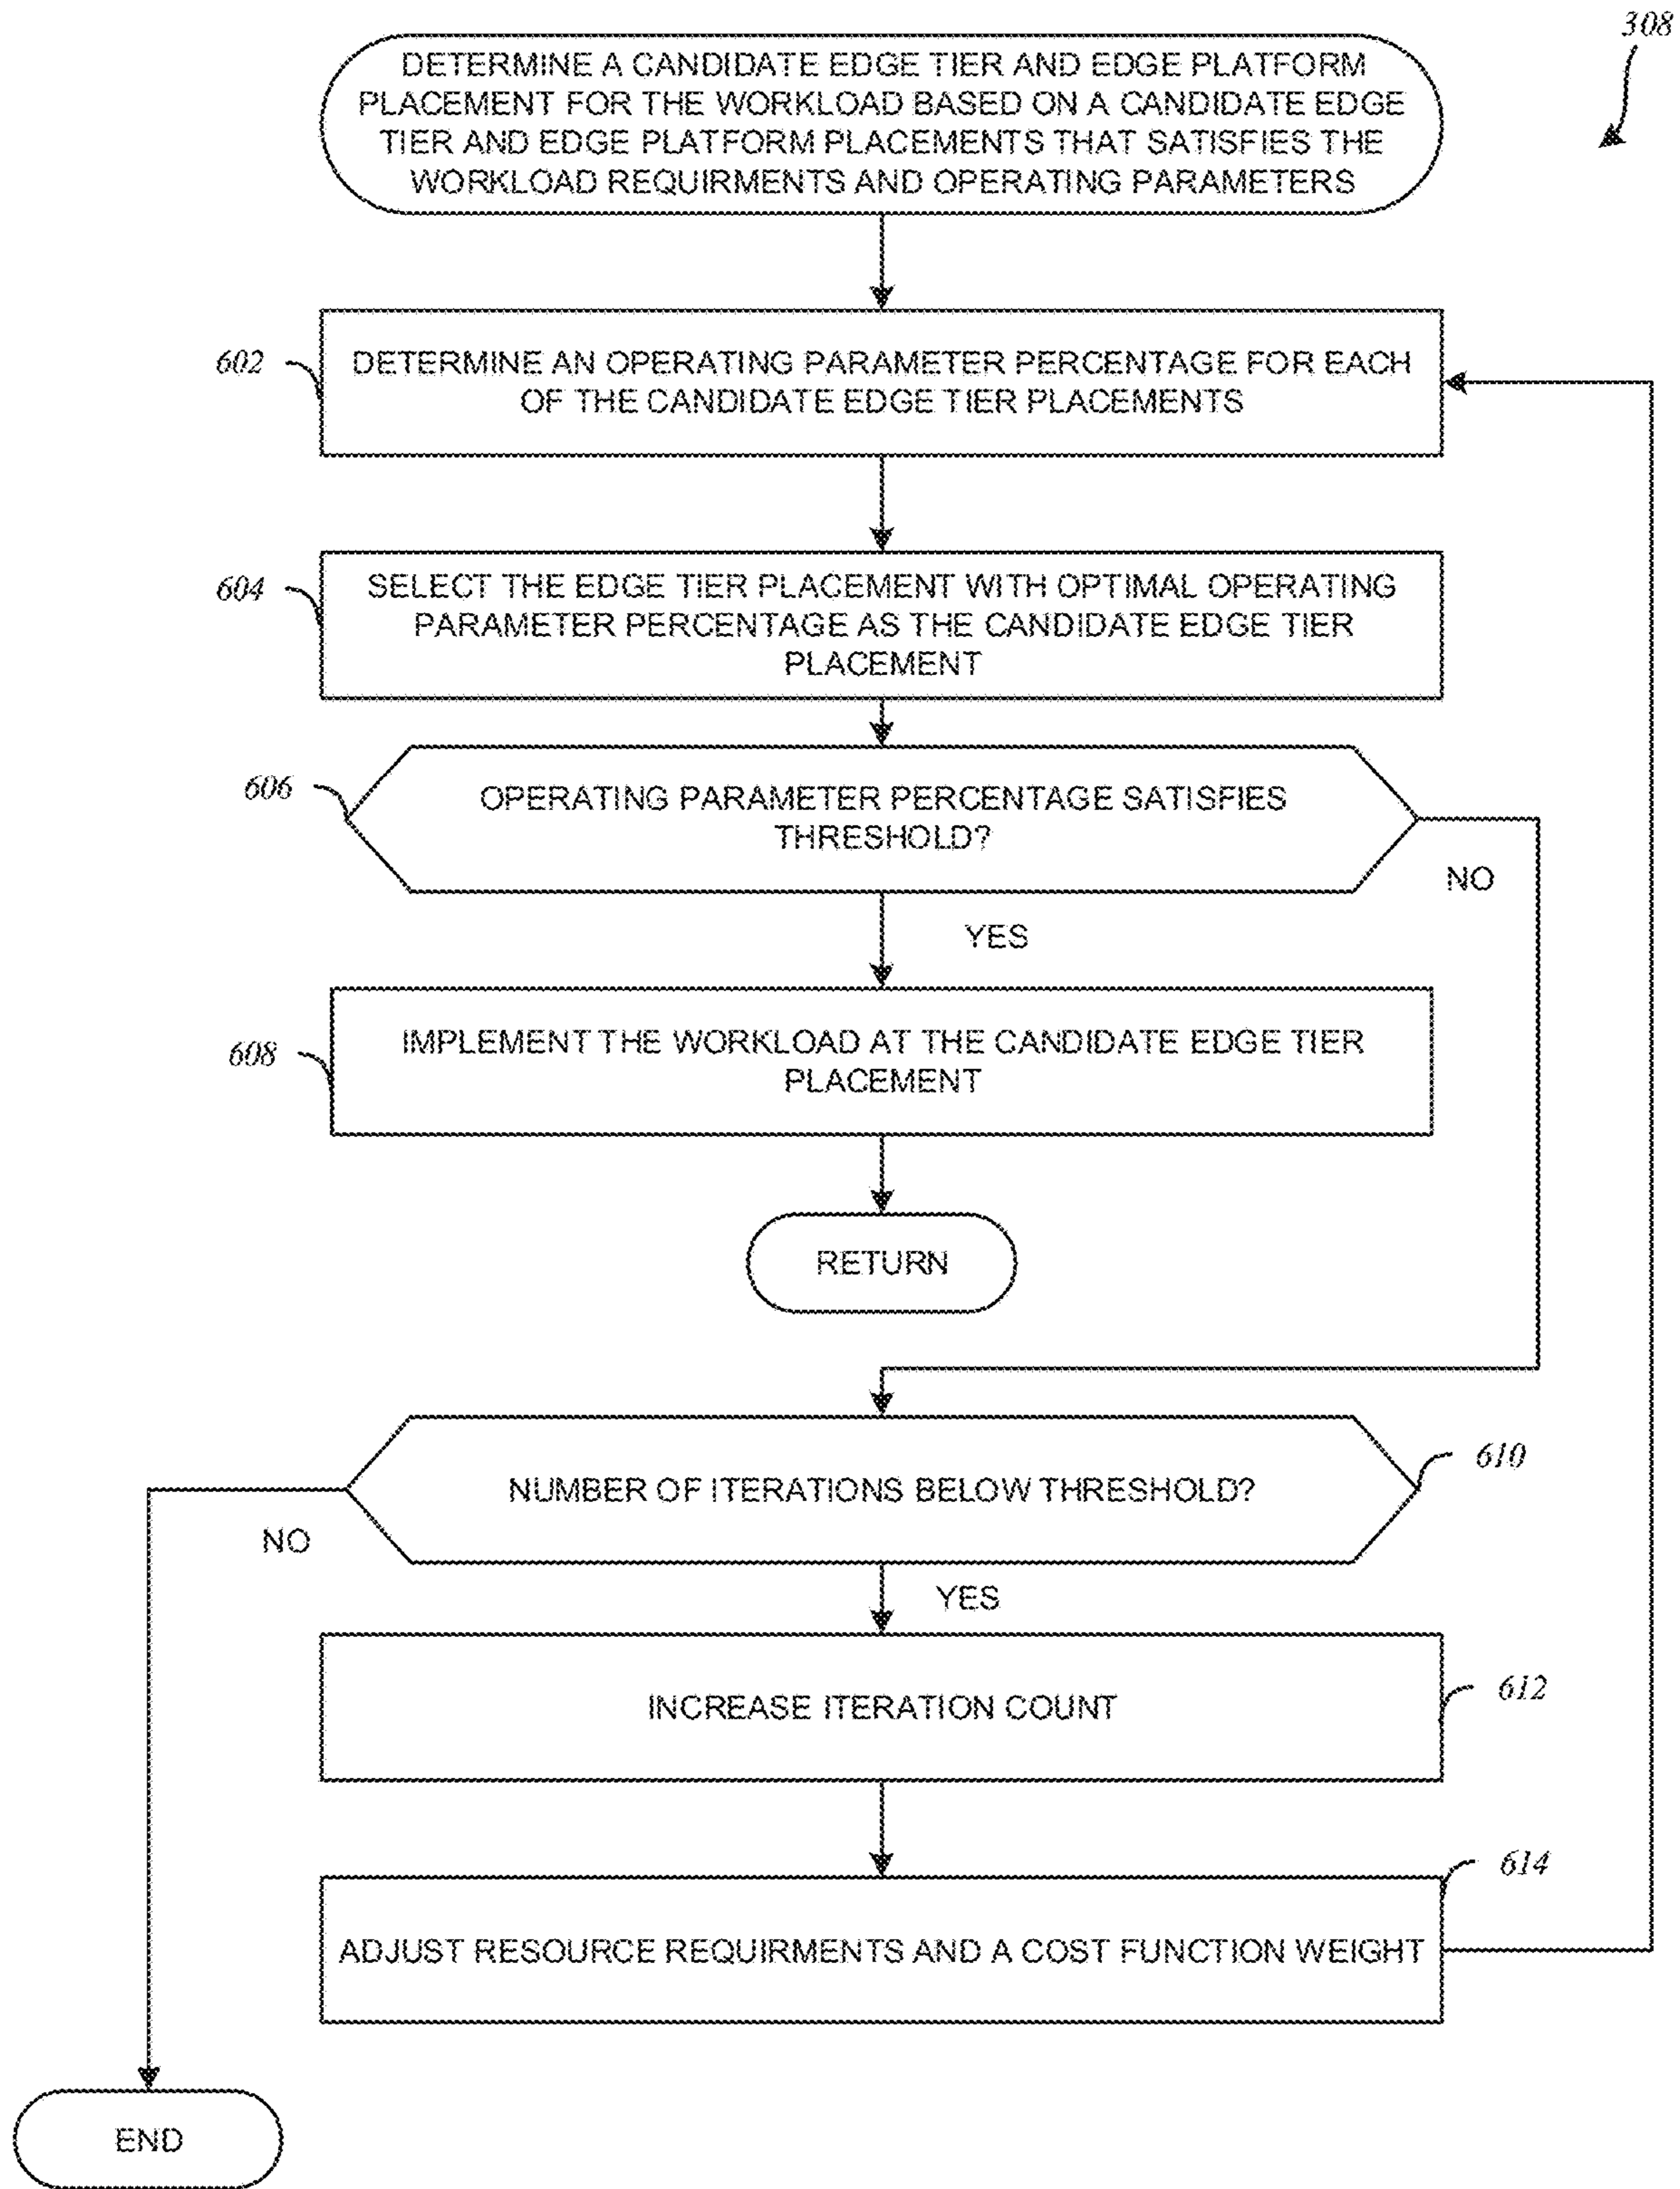 308
DETERMINE A CANDIDATE EDGE TIER AND EDGE PLATFORM
PLACEMENT FOR THE WORKLOAD BASED ON A CANDIDATE EDGE
TIER AND EDGE PLATFORM PLACEMENTS THAT SATISFIES THE
WORKLOAD REQUIRMENTS AND OPERATING PARAMETERS
602
DETERMINE AN OPERATING PARAMETER PERCENTAGE FOR EACH
OF THE CANDIDATE EDGE TIER PLACEMENTS
604
SELECT THE EDGE TIER PLACEMENT WITH OPTIMAL OPERATING
PARAMETER PERCENTAGE AS THE CANDIDATE EDGE TIER
PLACEMENT
606
OPERATING PARAMETER PERCENTAGE SATISFIES
THRESHOLD?
NO
YES
608
IMPLEMENT THE WORKLOAD AT THE CANDIDATE EDGE TIER
PLACEMENT
RETURN
610
NUMBER OF ITERATIONS BELOW THRESHOLD?
NO
YES
612
INCREASE ITERATION COUNT
614
ADJUST RESOURCE REQUIRMENTS AND A COST FUNCTION WEIGHT
END